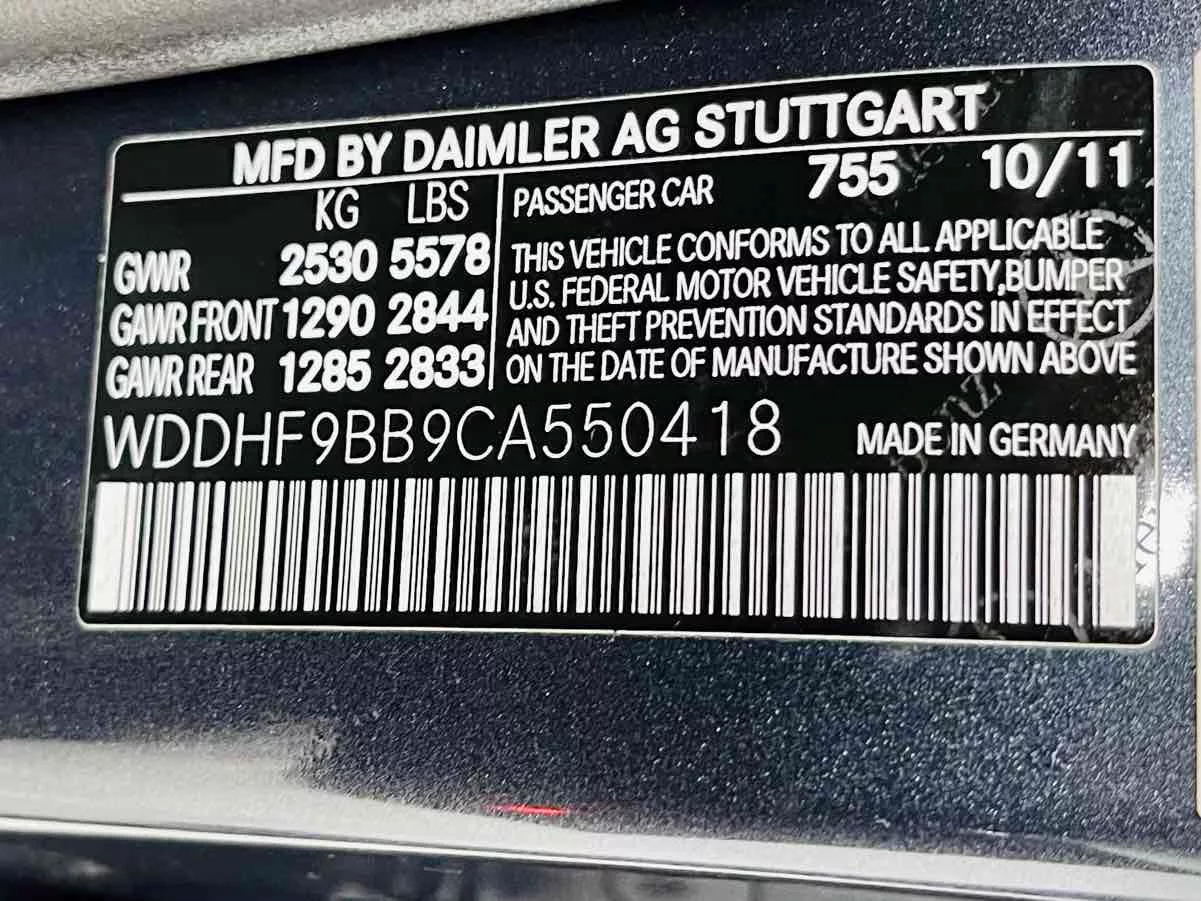 MFD BY DAIMLER AG STUTTGART
KG LBS
GVWR 2530 5578
GAWR FRONT 1290 2844
GAWR REAR 1285 2833
PASSENGER CAR 755 10/11
THIS VEHICLE CONFORMS TO ALL APPLICABLE
U.S. FEDERAL MOTOR VEHICLE SAFETY,BUMPER
AND THEFT PREVENTION STANDARDS IN EFFECT
ON THE DATE OF MANUFACTURE SHOWN ABOVE
WDDHF9BB9CA550418
MADE IN GERMANY